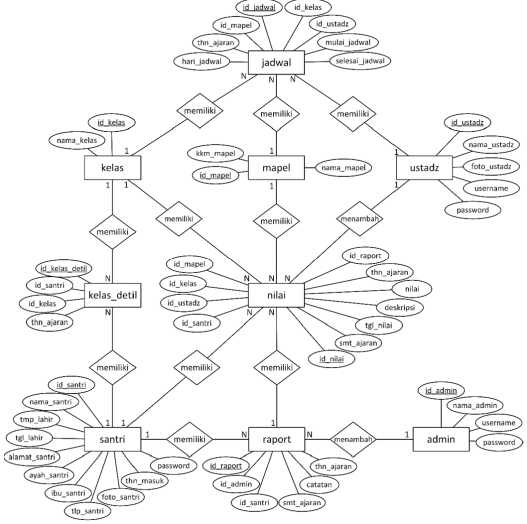 id_jadwal
id_kelas
id_mapel
id_ustadz
thn_ajaran
mulai_jadwal
hari_jadwal
selesai_jadwal
jadwal
N
N
N
memiliki
memiliki
memiliki
id_kelas
nama_kelas
kelas
1
1
1
kkm_mapel
id_mapel
mapel
nama_mapel
1
1
id_ustadz
nama_ustadz
foto_ustadz
username
password
ustadz
1
1
memiliki
memiliki
memiliki
menambah
id_kelas_detil
id_santri
id_kelas
thn_ajaran
kelas_detil
N
N
id_mapel
id_kelas
id_ustadz
id_santri
nilai
N
N
N
N
N
id_raport
thn_ajaran
nilai
deskripsi
tgl_nilai
smt_ajaran
id_nilai
memiliki
memiliki
memiliki
id_santri
nama_santri
tmp_lahir
tgl_lahir
alamat_santri
ayah_santri
ibu_santri
tlp_santri
foto_santri
thn_masuk
password
santri
1
1
1
memiliki
N
raport
1
N
menambah
1
admin
id_raport
id_admin
id_santri
smt_ajaran
catatan
thn_ajaran
id_admin
nama_admin
username
password